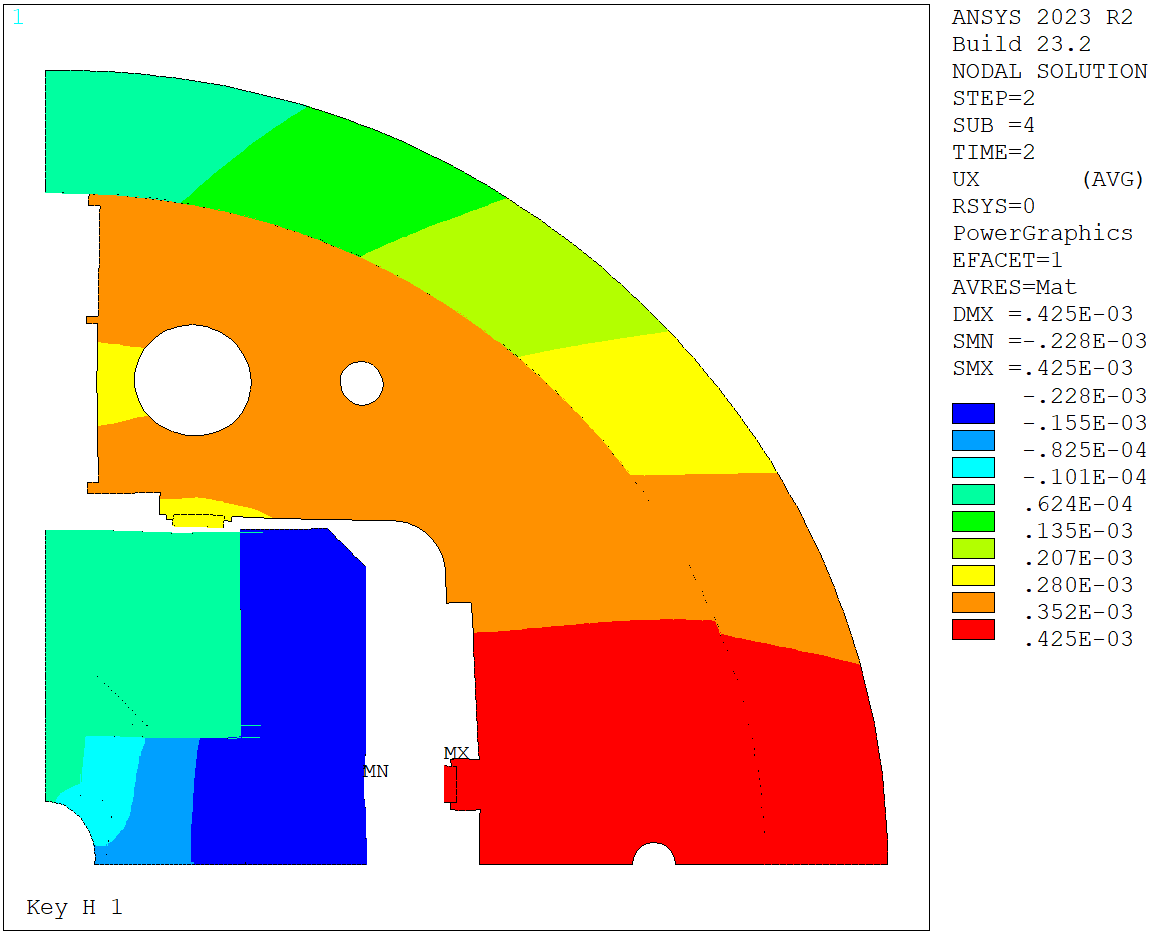 1
ANSYS 2023 R2
Build 23.2
NODAL SOLUTION
STEP=2
SUB =4
TIME=2
UX (AVG)
RSYS=0
PowerGraphics
EFACET=1
AVRES=Mat
DMX =.425E-03
SMN =-.228E-03
SMX =.425E-03
-.228E-03
-.155E-03
-.825E-04
-.101E-04
.624E-04
.135E-03
.207E-03
.280E-03
.352E-03
.425E-03
MX
MN
Key H 1